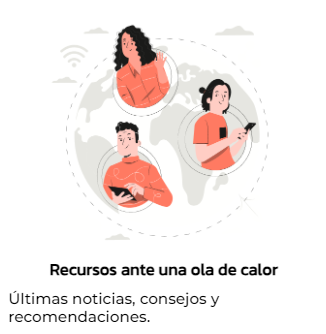 Recursos ante una ola de calor
Últimas noticias, consejos y
recomendaciones.